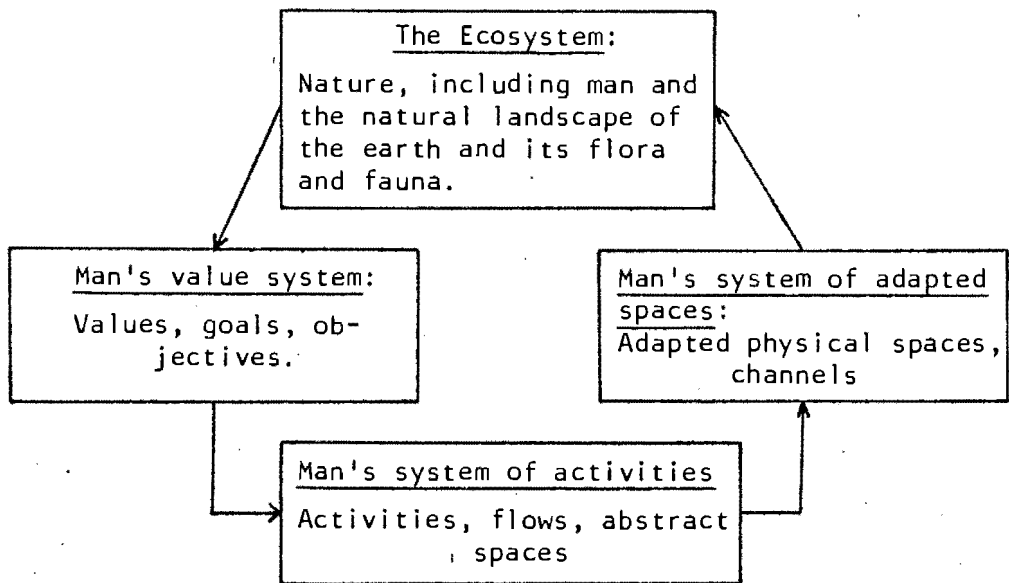 The Ecosystem:
Nature, including man and
the natural landscape of
the earth and its flora
and fauna.
Man's value system:
Values, goals, ob-
jectives.
Man's system of adapted
spaces:
Adapted physical spaces,
channels
Man's system of activities
Activities, flows, abstract
spaces